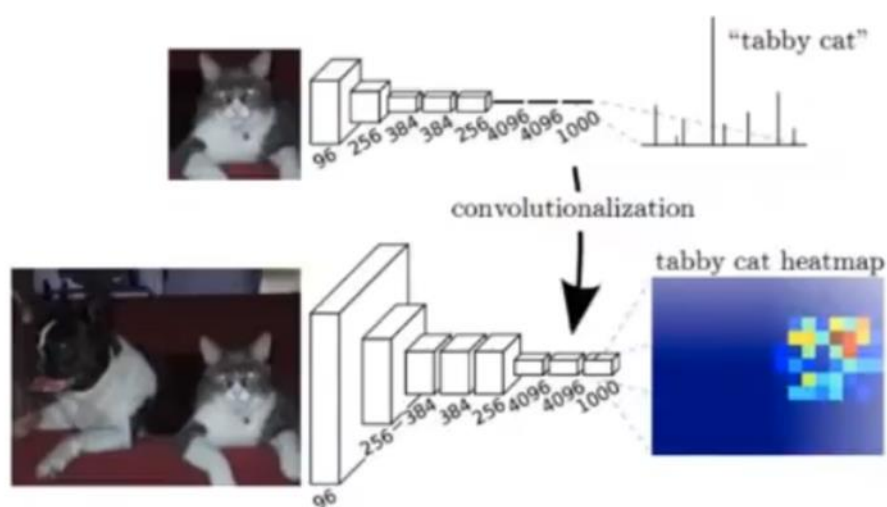 “tabby cat”
96 256 384 384 256 4096 4096 1000
convolutionalization
tabby cat heatmap
96 256 384 384 256 4096 4096 1000